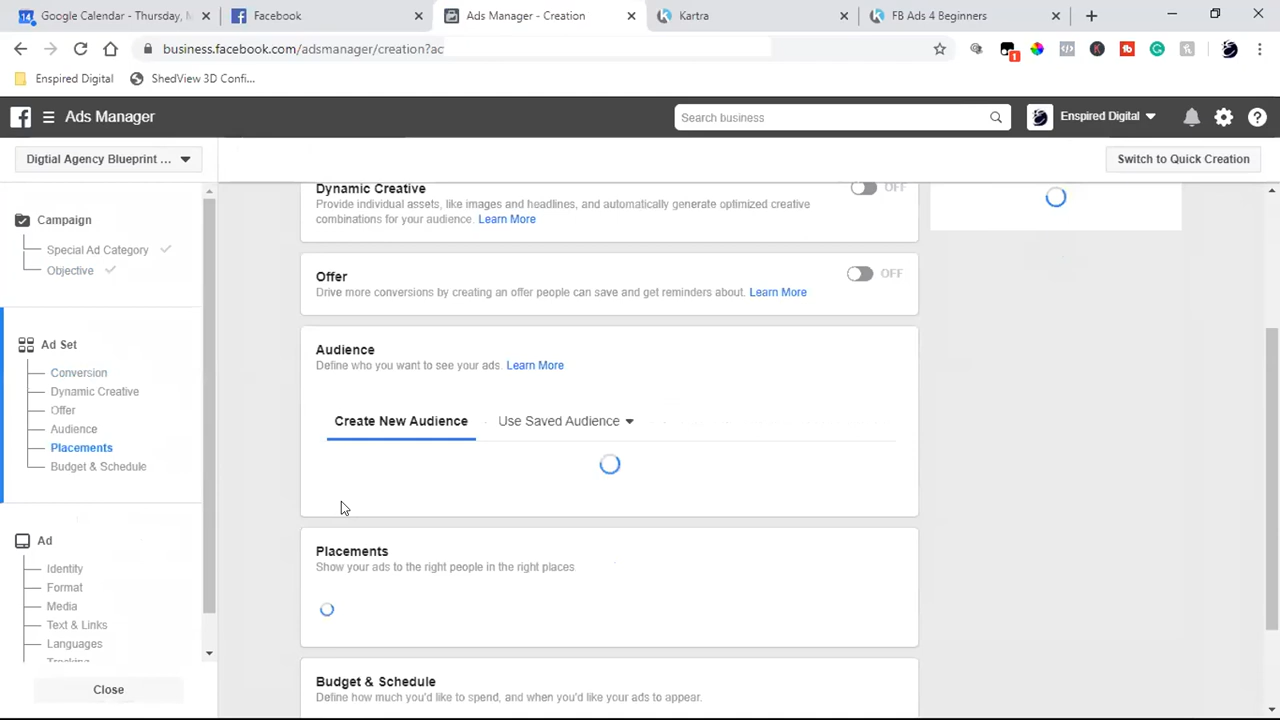 Google Calendar - Thursday, M
Facebook
Ads Manager - Creation
Kartra
FB Ads 4 Beginners
business.facebook.com/adsmanager/creation?ac
1
Enspired Digital
ShedView 3D Confi...
Ads Manager
Search business
Enspired Digital
Digtial Agency Blueprint ...
Switch to Quick Creation
Campaign
Special Ad Category
Objective
Ad Set
Conversion
Dynamic Creative
Offer
Audience
Placements
Budget & Schedule
Ad
Identity
Format
Media
Text & Links
Languages
Tracking
Close
Dynamic Creative
OFF
Provide individual assets, like images and headlines, and automatically generate optimized creative
combinations for your audience. Learn More
Offer
OFF
Drive more conversions by creating an offer people can save and get reminders about. Learn More
Audience
Define who you want to see your ads. Learn More
Create New Audience
Use Saved Audience
Placements
Show your ads to the right people in the right places.
Budget & Schedule
Define how much you'd like to spend, and when you'd like your ads to appear.